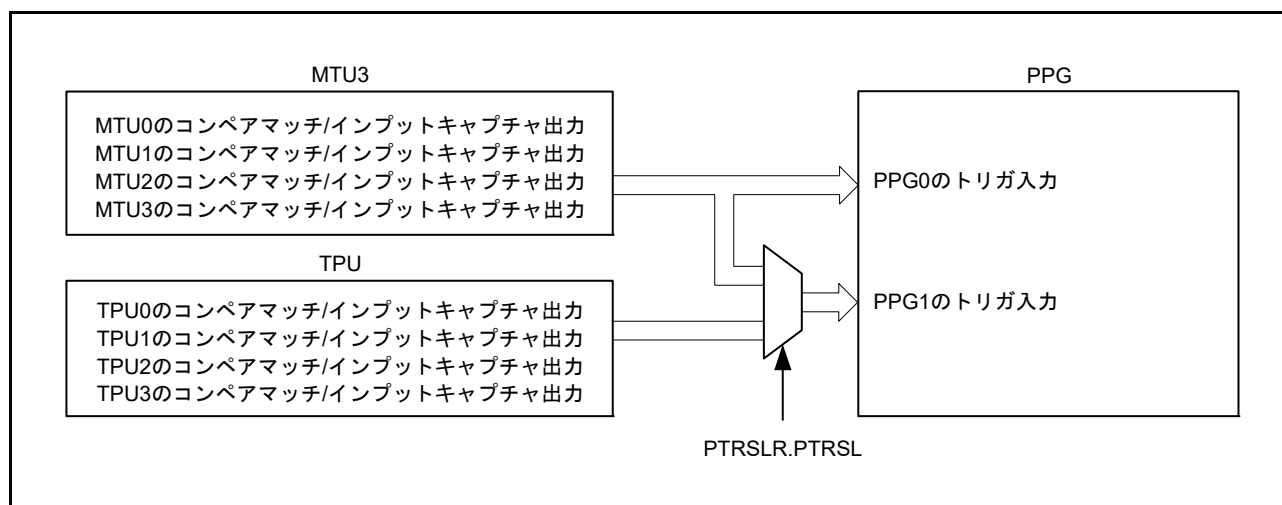 MTU3
MTU0のコンペアマッチ/インプットキャプチャ出力
MTU1のコンペアマッチ/インプットキャプチャ出力
MTU2のコンペアマッチ/インプットキャプチャ出力
MTU3のコンペアマッチ/インプットキャプチャ出力
TPU
TPU0のコンペアマッチ/インプットキャプチャ出力
TPU1のコンペアマッチ/インプットキャプチャ出力
TPU2のコンペアマッチ/インプットキャプチャ出力
TPU3のコンペアマッチ/インプットキャプチャ出力
PTRSLR.PTRSL
PPG
PPG0のトリガ入力
PPG1のトリガ入力